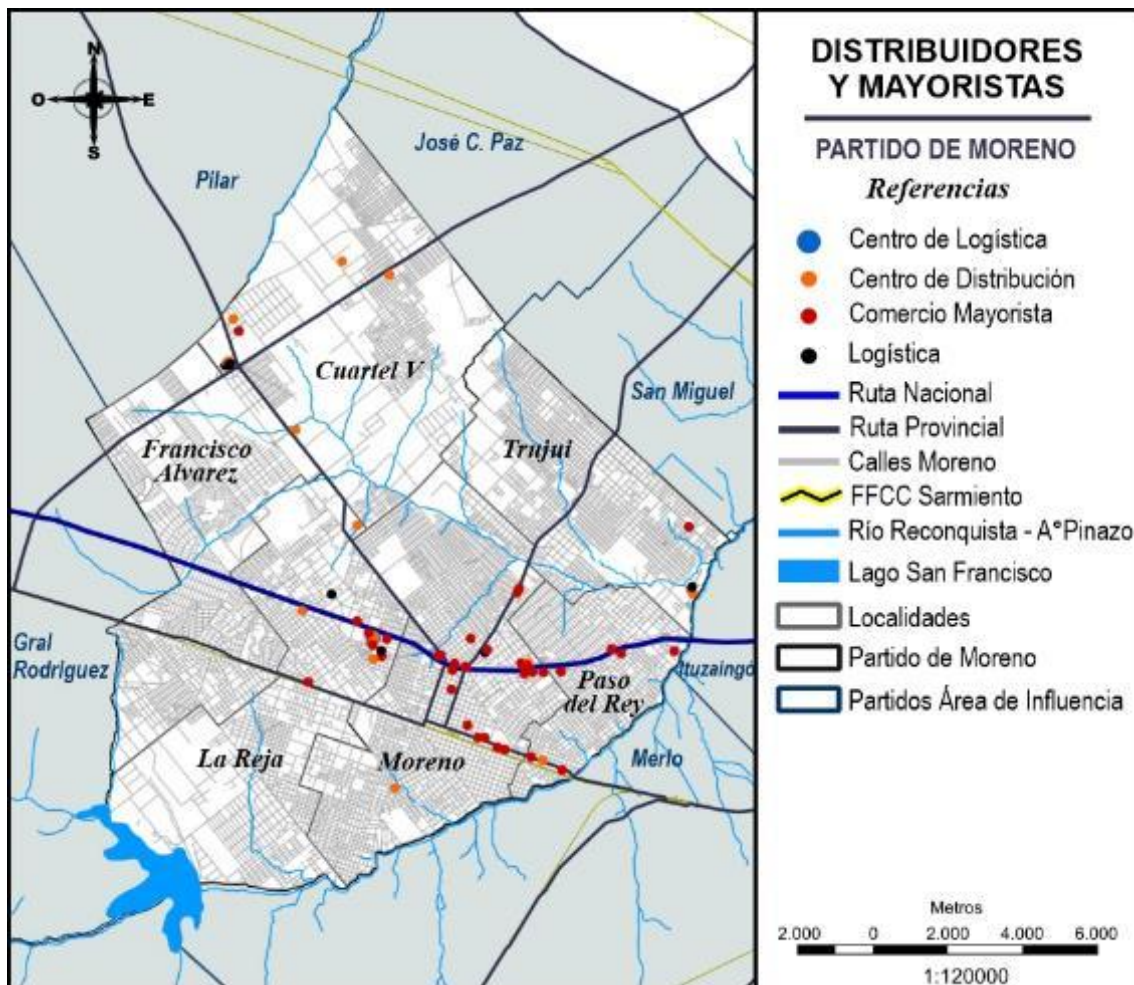 N
O
E
S
Pilar
José C. Paz
Cuartel V
San Miguel
Francisco
Alvarez
Trujui
Gral
Rodriguez
Paso
del Rey
Ituzaingó
La Reja
Moreno
Merlo
DISTRIBUIDORES
Y MAYORISTAS
PARTIDO DE MORENO
Referencias
Centro de Logística
Centro de Distribución
Comercio Mayorista
Logística
Ruta Nacional
Ruta Provincial
Calles Moreno
FFCC Sarmiento
Río Reconquista - A°Pinazo
Lago San Francisco
Localidades
Partido de Moreno
Partidos Área de Influencia
Metros
2.000 0 2.000 4.000 6.000
1:120000